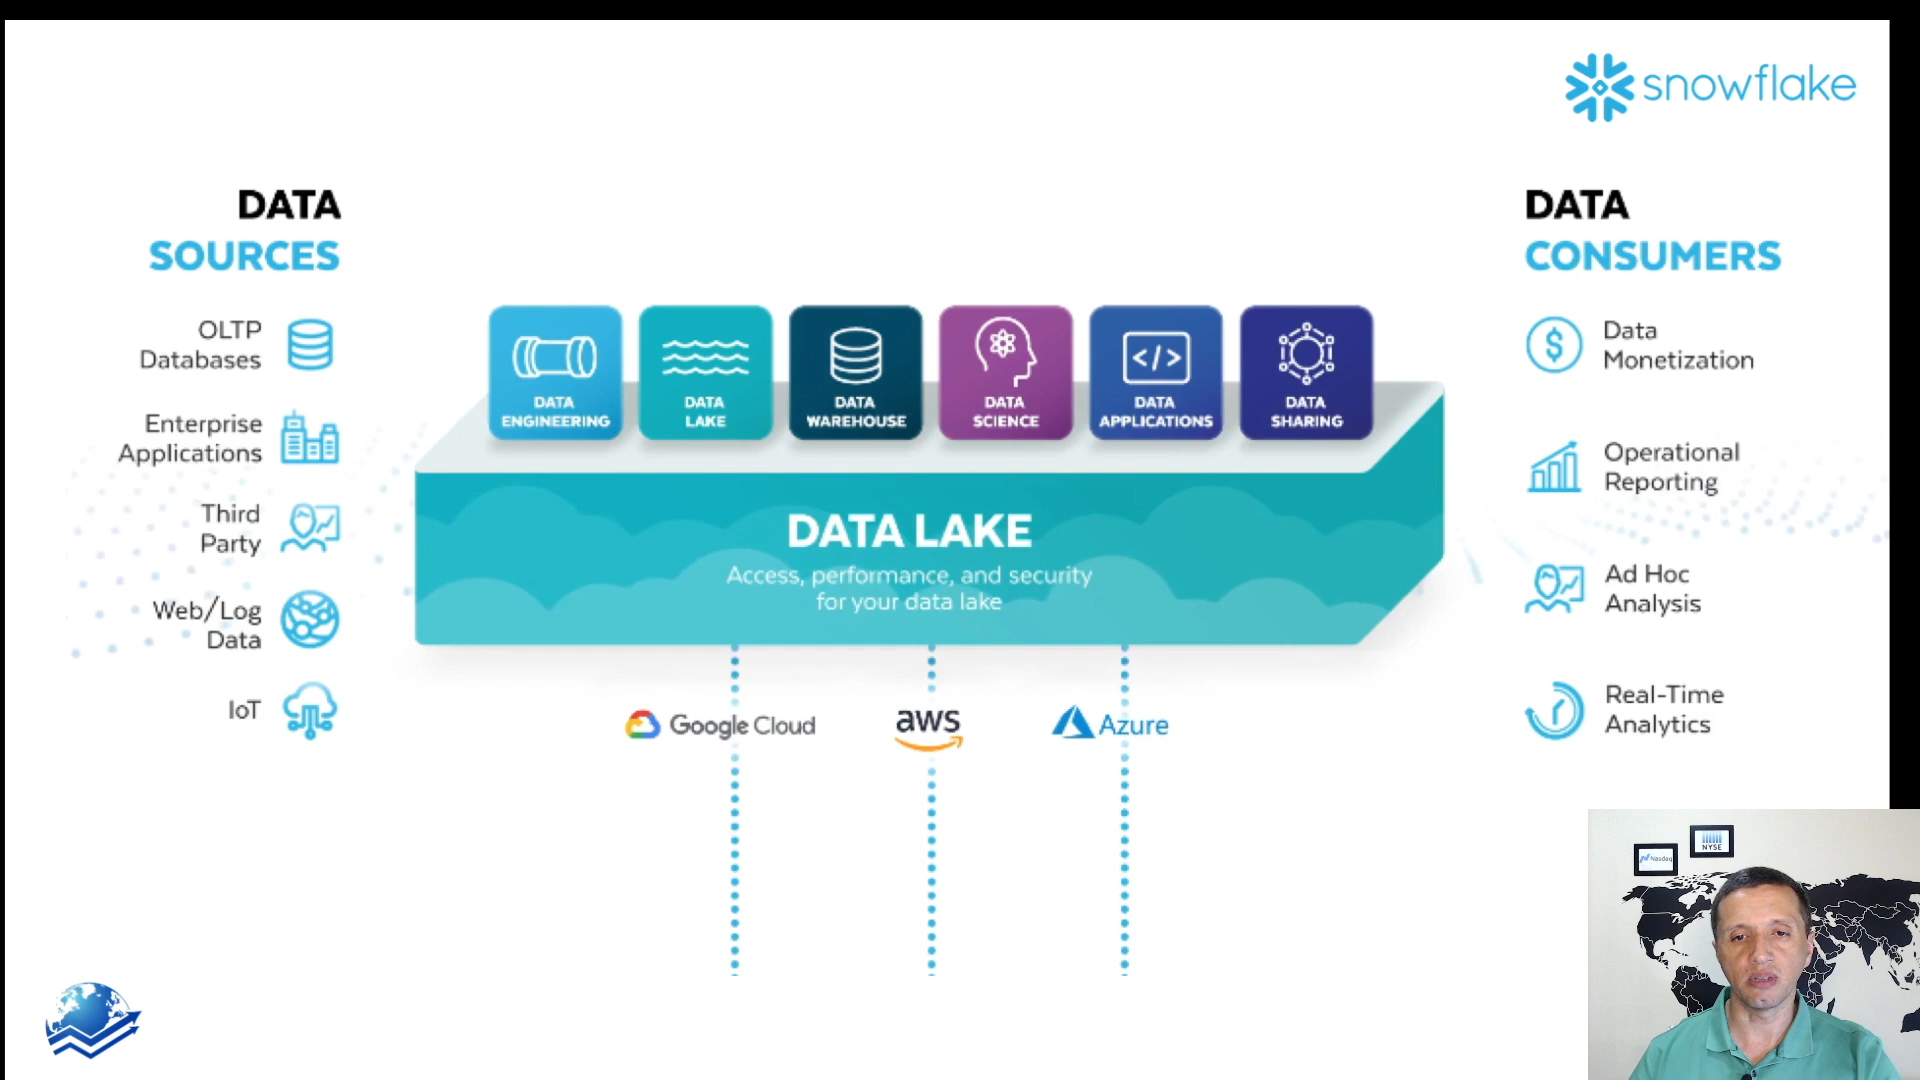 snowflake
DATA
SOURCES
OLTP
Databases
Enterprise
Applications
Third
Party
Web/Log
Data
IoT
DATA
ENGINEERING
DATA
LAKE
DATA
WAREHOUSE
DATA
SCIENCE
</>
DATA
APPLICATIONS
DATA
SHARING
DATA LAKE
Access, performance, and security
for your data lake
Google Cloud
aws
Azure
DATA
CONSUMERS
$
Data
Monetization
Operational
Reporting
Ad Hoc
Analysis
Real-Time
Analytics
NYSE
Nasdaq